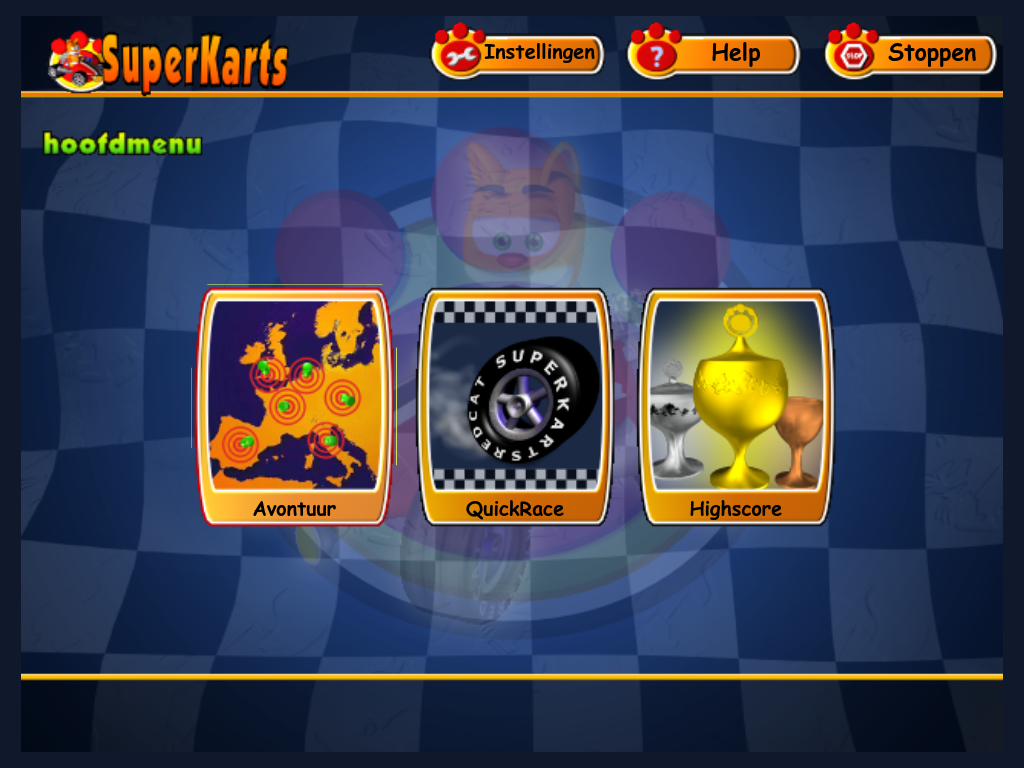 SuperKarts
Instellingen
Help
STOP
Stoppen
hoofdmenu
?
SUPERKARTS
REDCAT
Avontuur
QuickRace
Highscore